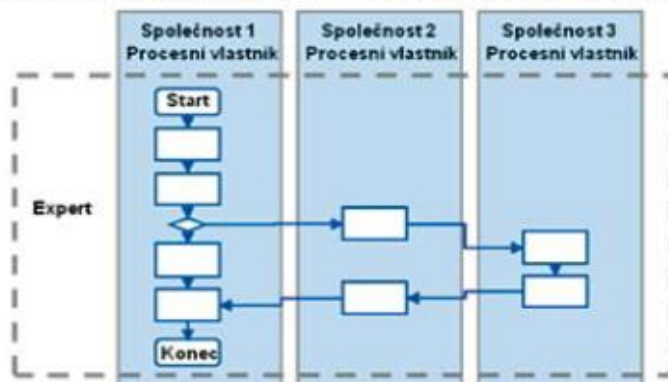 Společnost 1
Procesní vlastník
Společnost 2
Procesní vlastník
Společnost 3
Procesní vlastník
Start
Expert
Konec